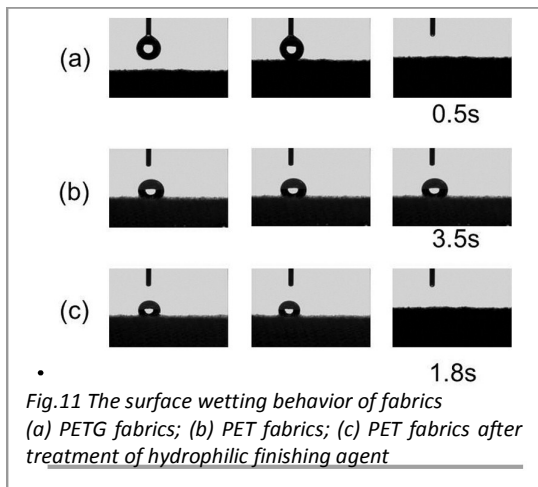 (a)
0.5s
(b)
3.5s
(c)
1.8s
Fig.11 The surface wetting behavior of fabrics
(a) PETG fabrics; (b) PET fabrics; (c) PET fabrics after
treatment of hydrophilic finishing agent